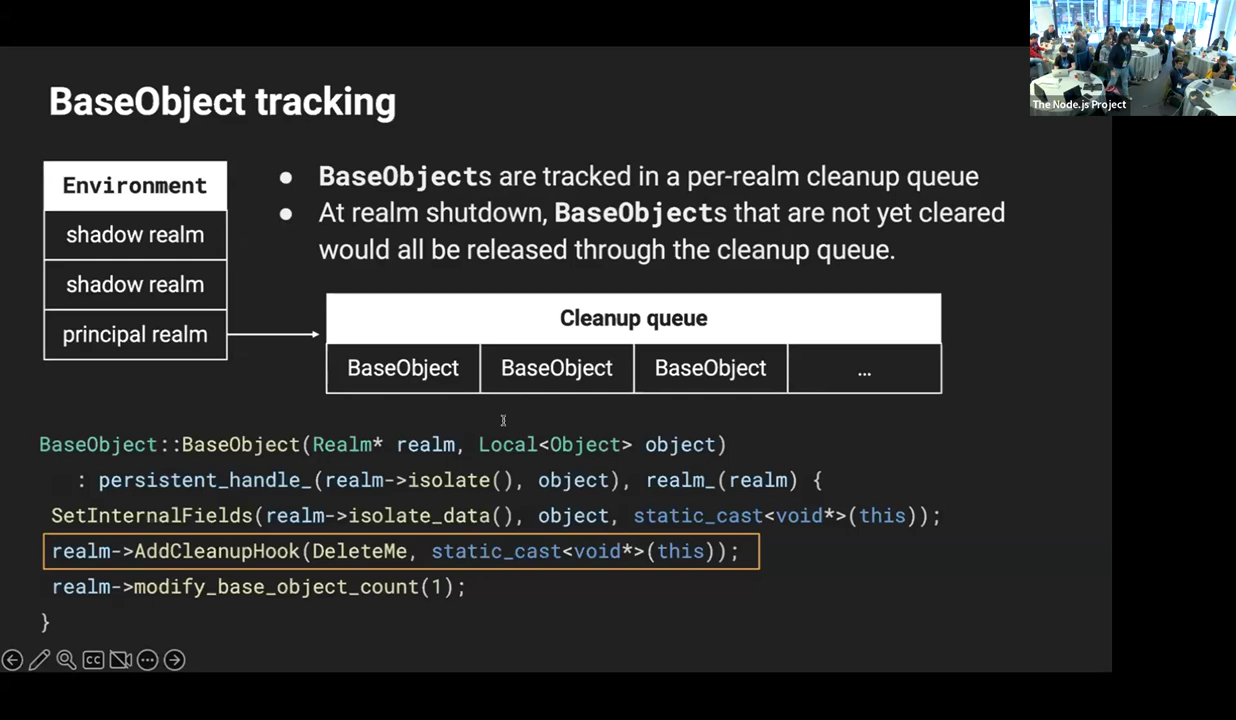 BaseObject tracking
The Node.js Project
Environment
shadow realm
shadow realm
principal realm
● BaseObjects are tracked in a per-realm cleanup queue
● At realm shutdown, BaseObjects that are not yet cleared
would all be released through the cleanup queue.
Cleanup queue
BaseObject BaseObject BaseObject ...
BaseObject::BaseObject(Realm* realm, Local<Object> object)
: persistent_handle_(realm->isolate(), object), realm_(realm) {
SetInternalFields(realm->isolate_data(), object, static_cast<void*>(this));
realm->AddCleanupHook(DeleteMe, static_cast<void*>(this));
realm->modify_base_object_count(1);
}
CC